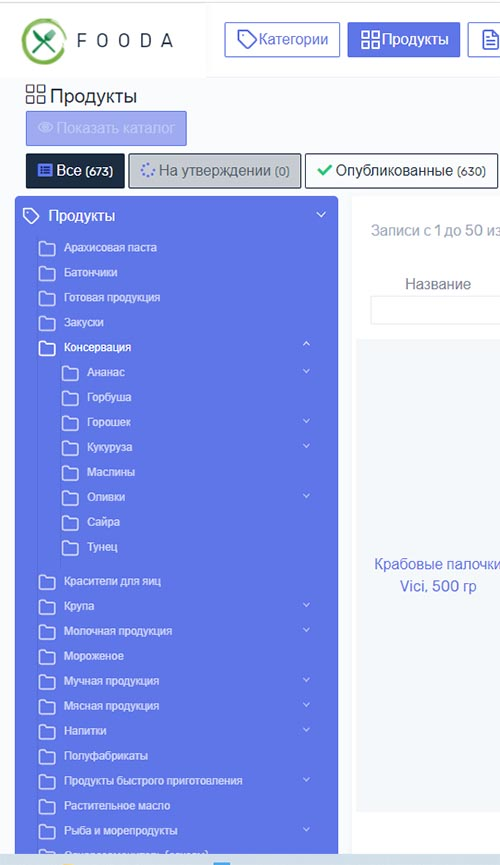 FOODA
Категории
Продукты
Продукты
Показать каталог
Все (673)
На утверждении (0)
Опубликованные (630)
Продукты
Арахисовая паста
Батончики
Готовая продукция
Закуски
Консервация
Ананас
Горбуша
Горошек
Кукуруза
Маслины
Оливки
Сайра
Тунец
Красители для яиц
Крупа
Молочная продукция
Мороженое
Мучная продукция
Мясная продукция
Напитки
Полуфабрикаты
Продукты быстрого приготовления
Растительное масло
Рыба и морепродукты
Записи с 1 до 50 из
Название
Крабовые палочки
Vici, 500 гр